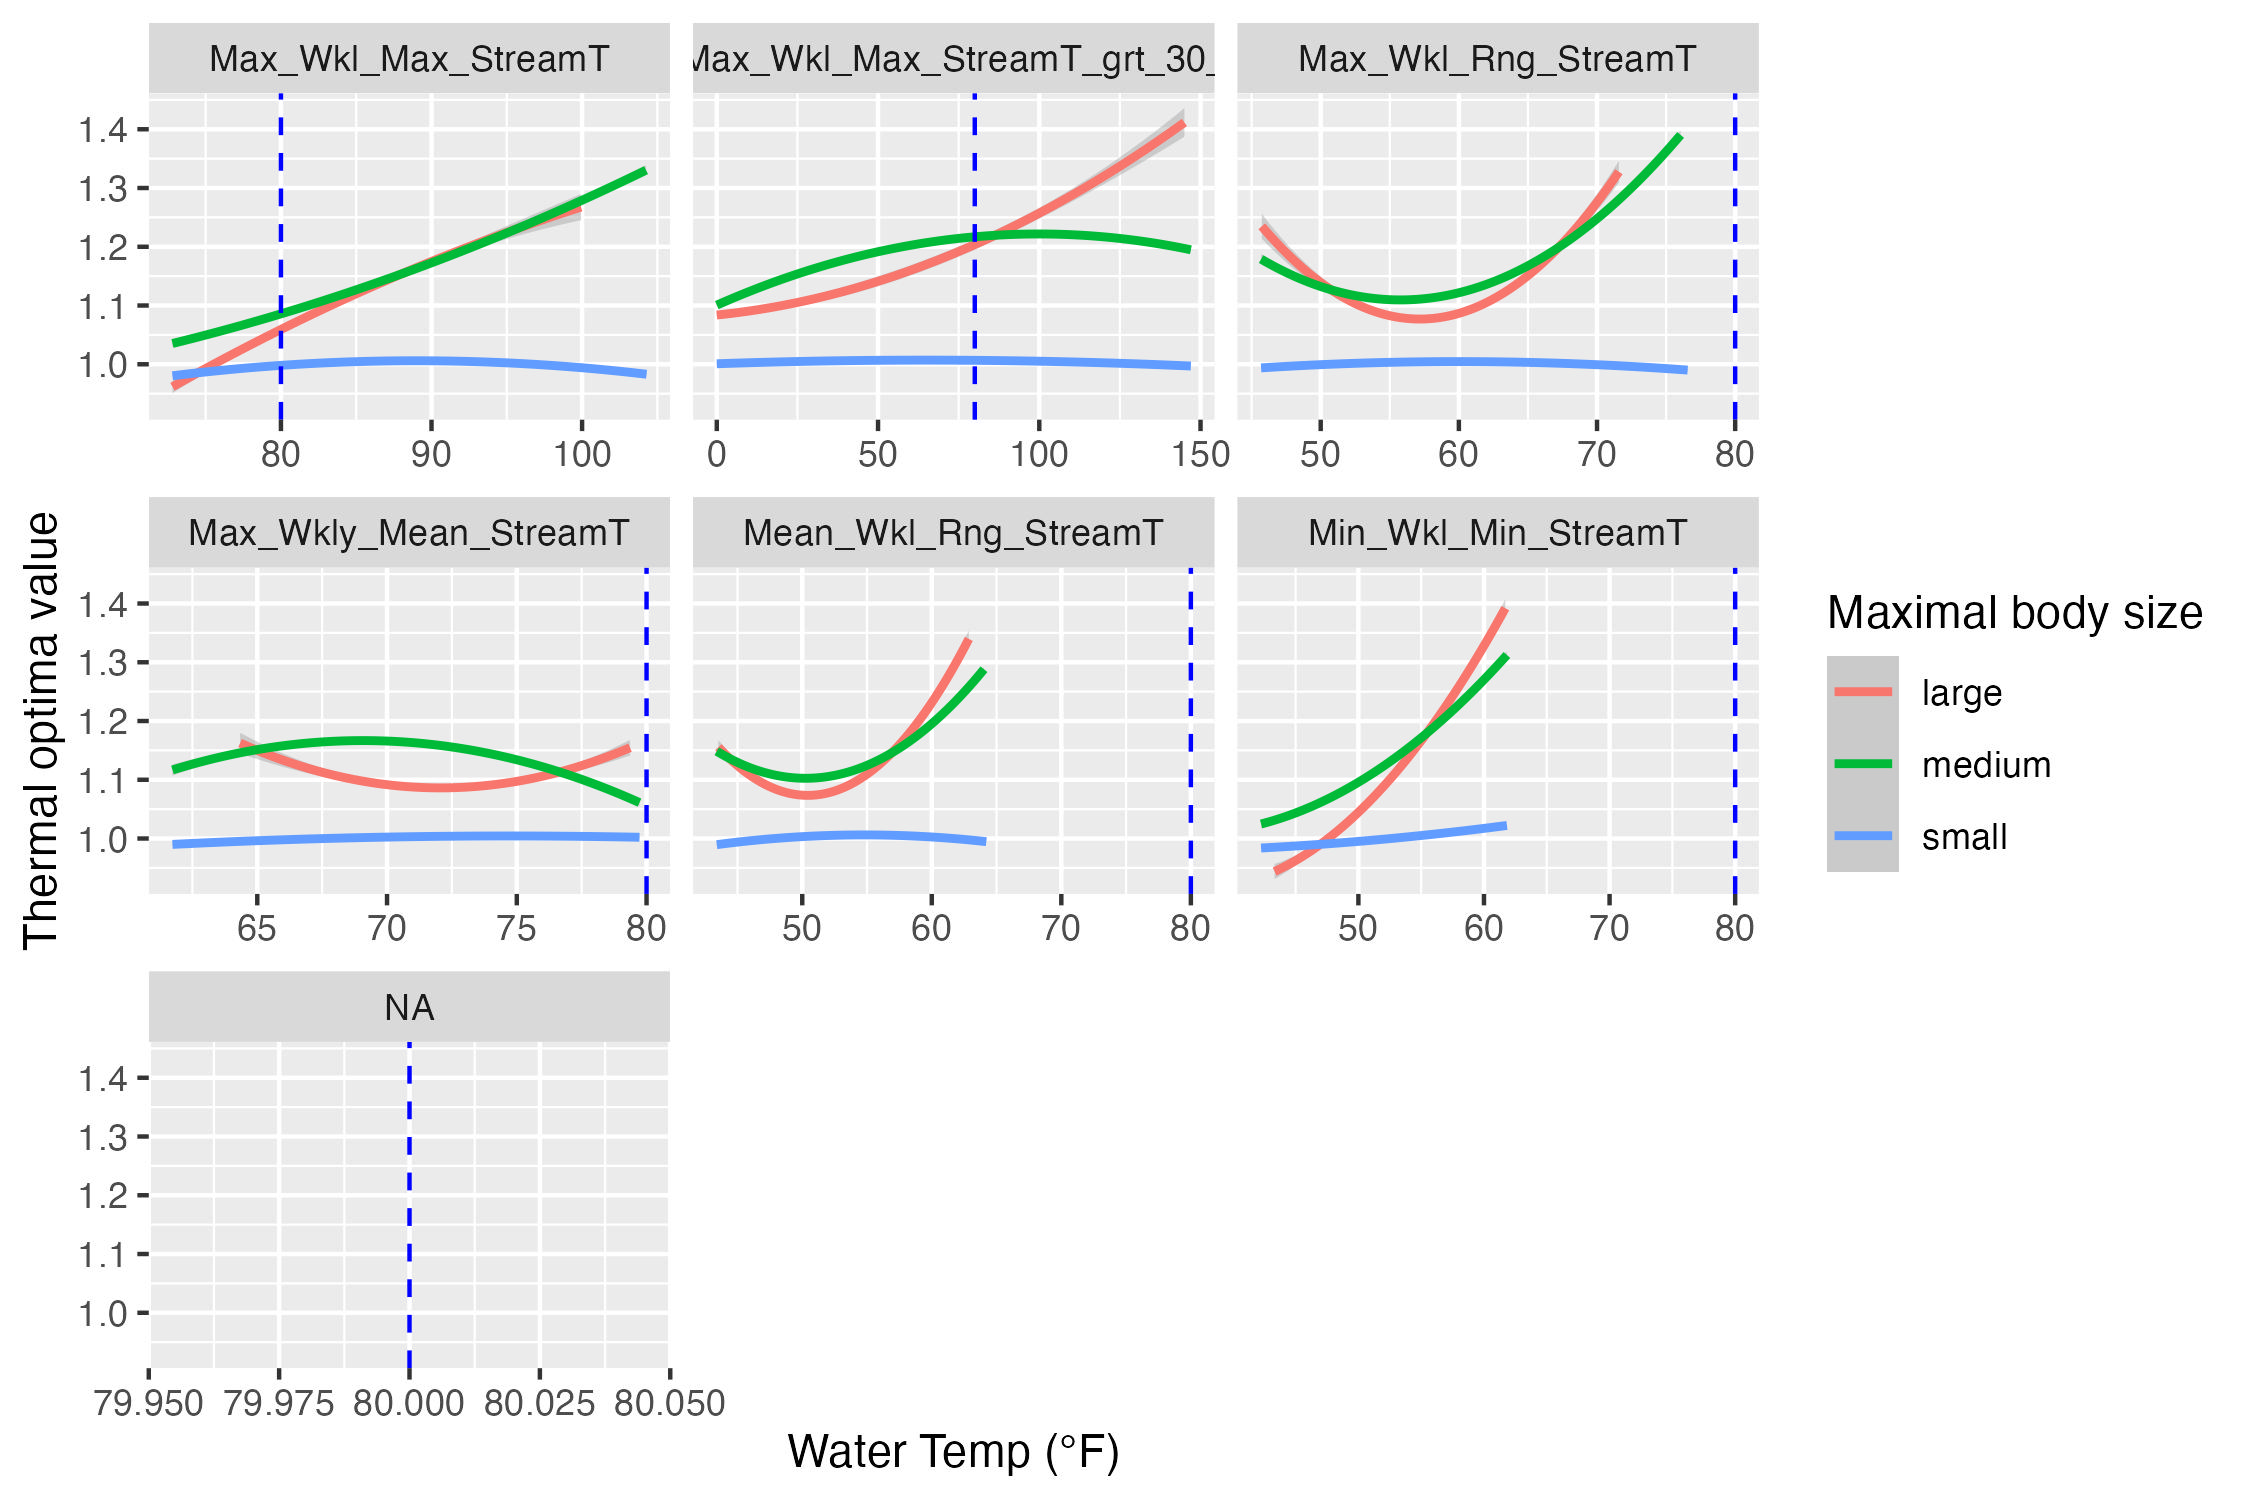 Max_Wkl_Max_StreamT
Max_Wkl_Max_StreamT_grt_30_
Max_Wkl_Rng_StreamT
1.4
1.3
1.2
1.1
1.0
80 90 100
0 50 100 150
50 60 70 80
Thermal optima value
Max_Wkly_Mean_StreamT
Mean_Wkl_Rng_StreamT
Min_Wkl_Min_StreamT
1.4
1.3
1.2
1.1
1.0
65 70 75 80
50 60 70 80
50 60 70 80
Maximal body size
large
medium
small
NA
1.4
1.3
1.2
1.1
1.0
79.950 79.975 80.000 80.025 80.050
Water Temp (°F)